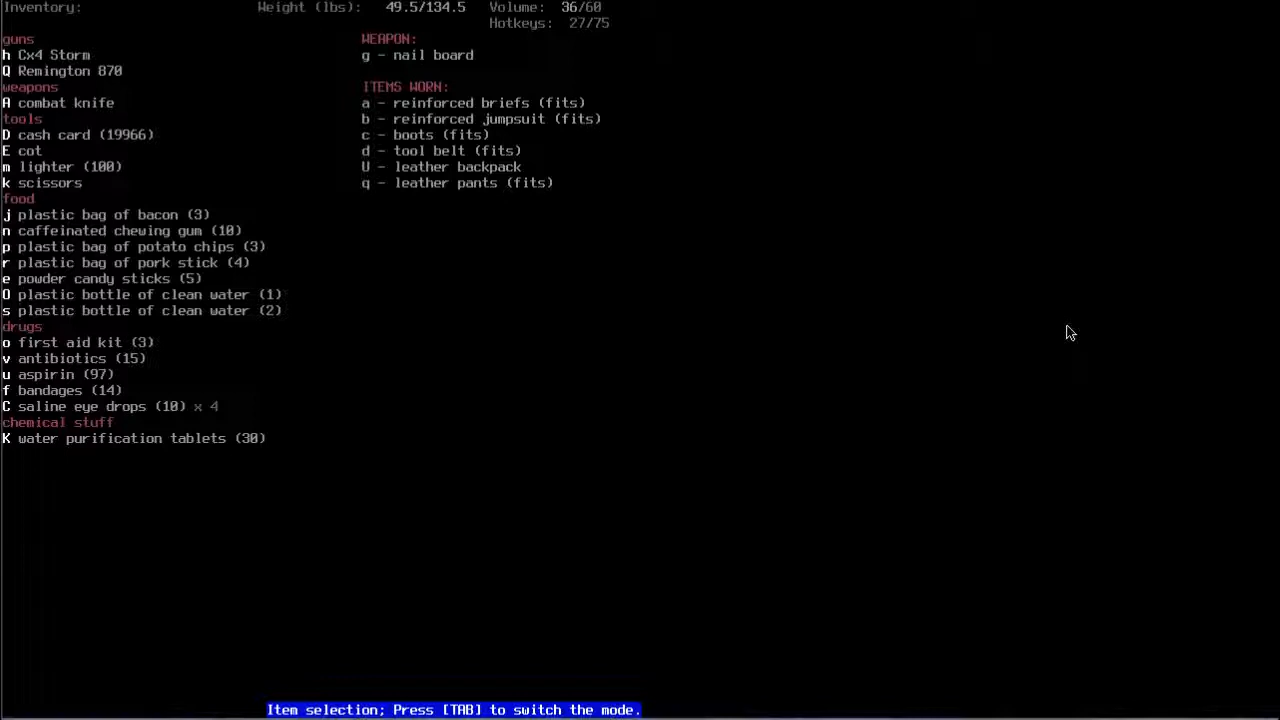 Inventory: Weight (lbs): 49.5/134.5 Volume: 36/60
Hotkeys: 27/75
guns
h Cx4 Storm
Q Remington 870
weapons
A combat knife
tools
D cash card (19966)
E cot
m lighter (100)
k scissors
food
j plastic bag of bacon (3)
n caffeinated chewing gum (10)
p plastic bag of potato chips (3)
r plastic bag of pork stick (4)
e powder candy sticks (5)
O plastic bottle of clean water (1)
s plastic bottle of clean water (2)
drugs
o first aid kit (3)
v antibiotics (15)
u aspirin (97)
f bandages (14)
C saline eye drops (10) x 4
chemical stuff
K water purification tablets (30)
WEAPON:
g - nail board
ITEMS WORN:
a - reinforced briefs (fits)
b - reinforced jumpsuit (fits)
c - boots (fits)
d - tool belt (fits)
U - leather backpack
q - leather pants (fits)
Item selection; Press [TAB] to switch the mode.